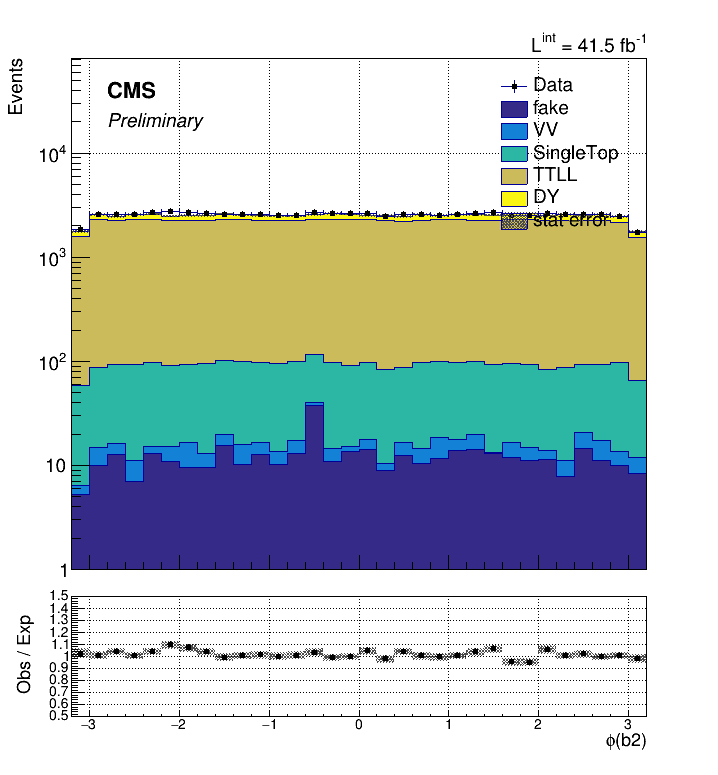 L^int = 41.5 fb^-1
Events
CMS
Preliminary
Data
fake
VV
SingleTop
TTLL
DY
stat error
10^4
10^3
10^2
10
1
Obs / Exp
1.5
1.4
1.3
1.2
1.1
1
0.9
0.8
0.7
0.6
0.5
−3 −2 −1 0 1 2 3
ϕ(b2)